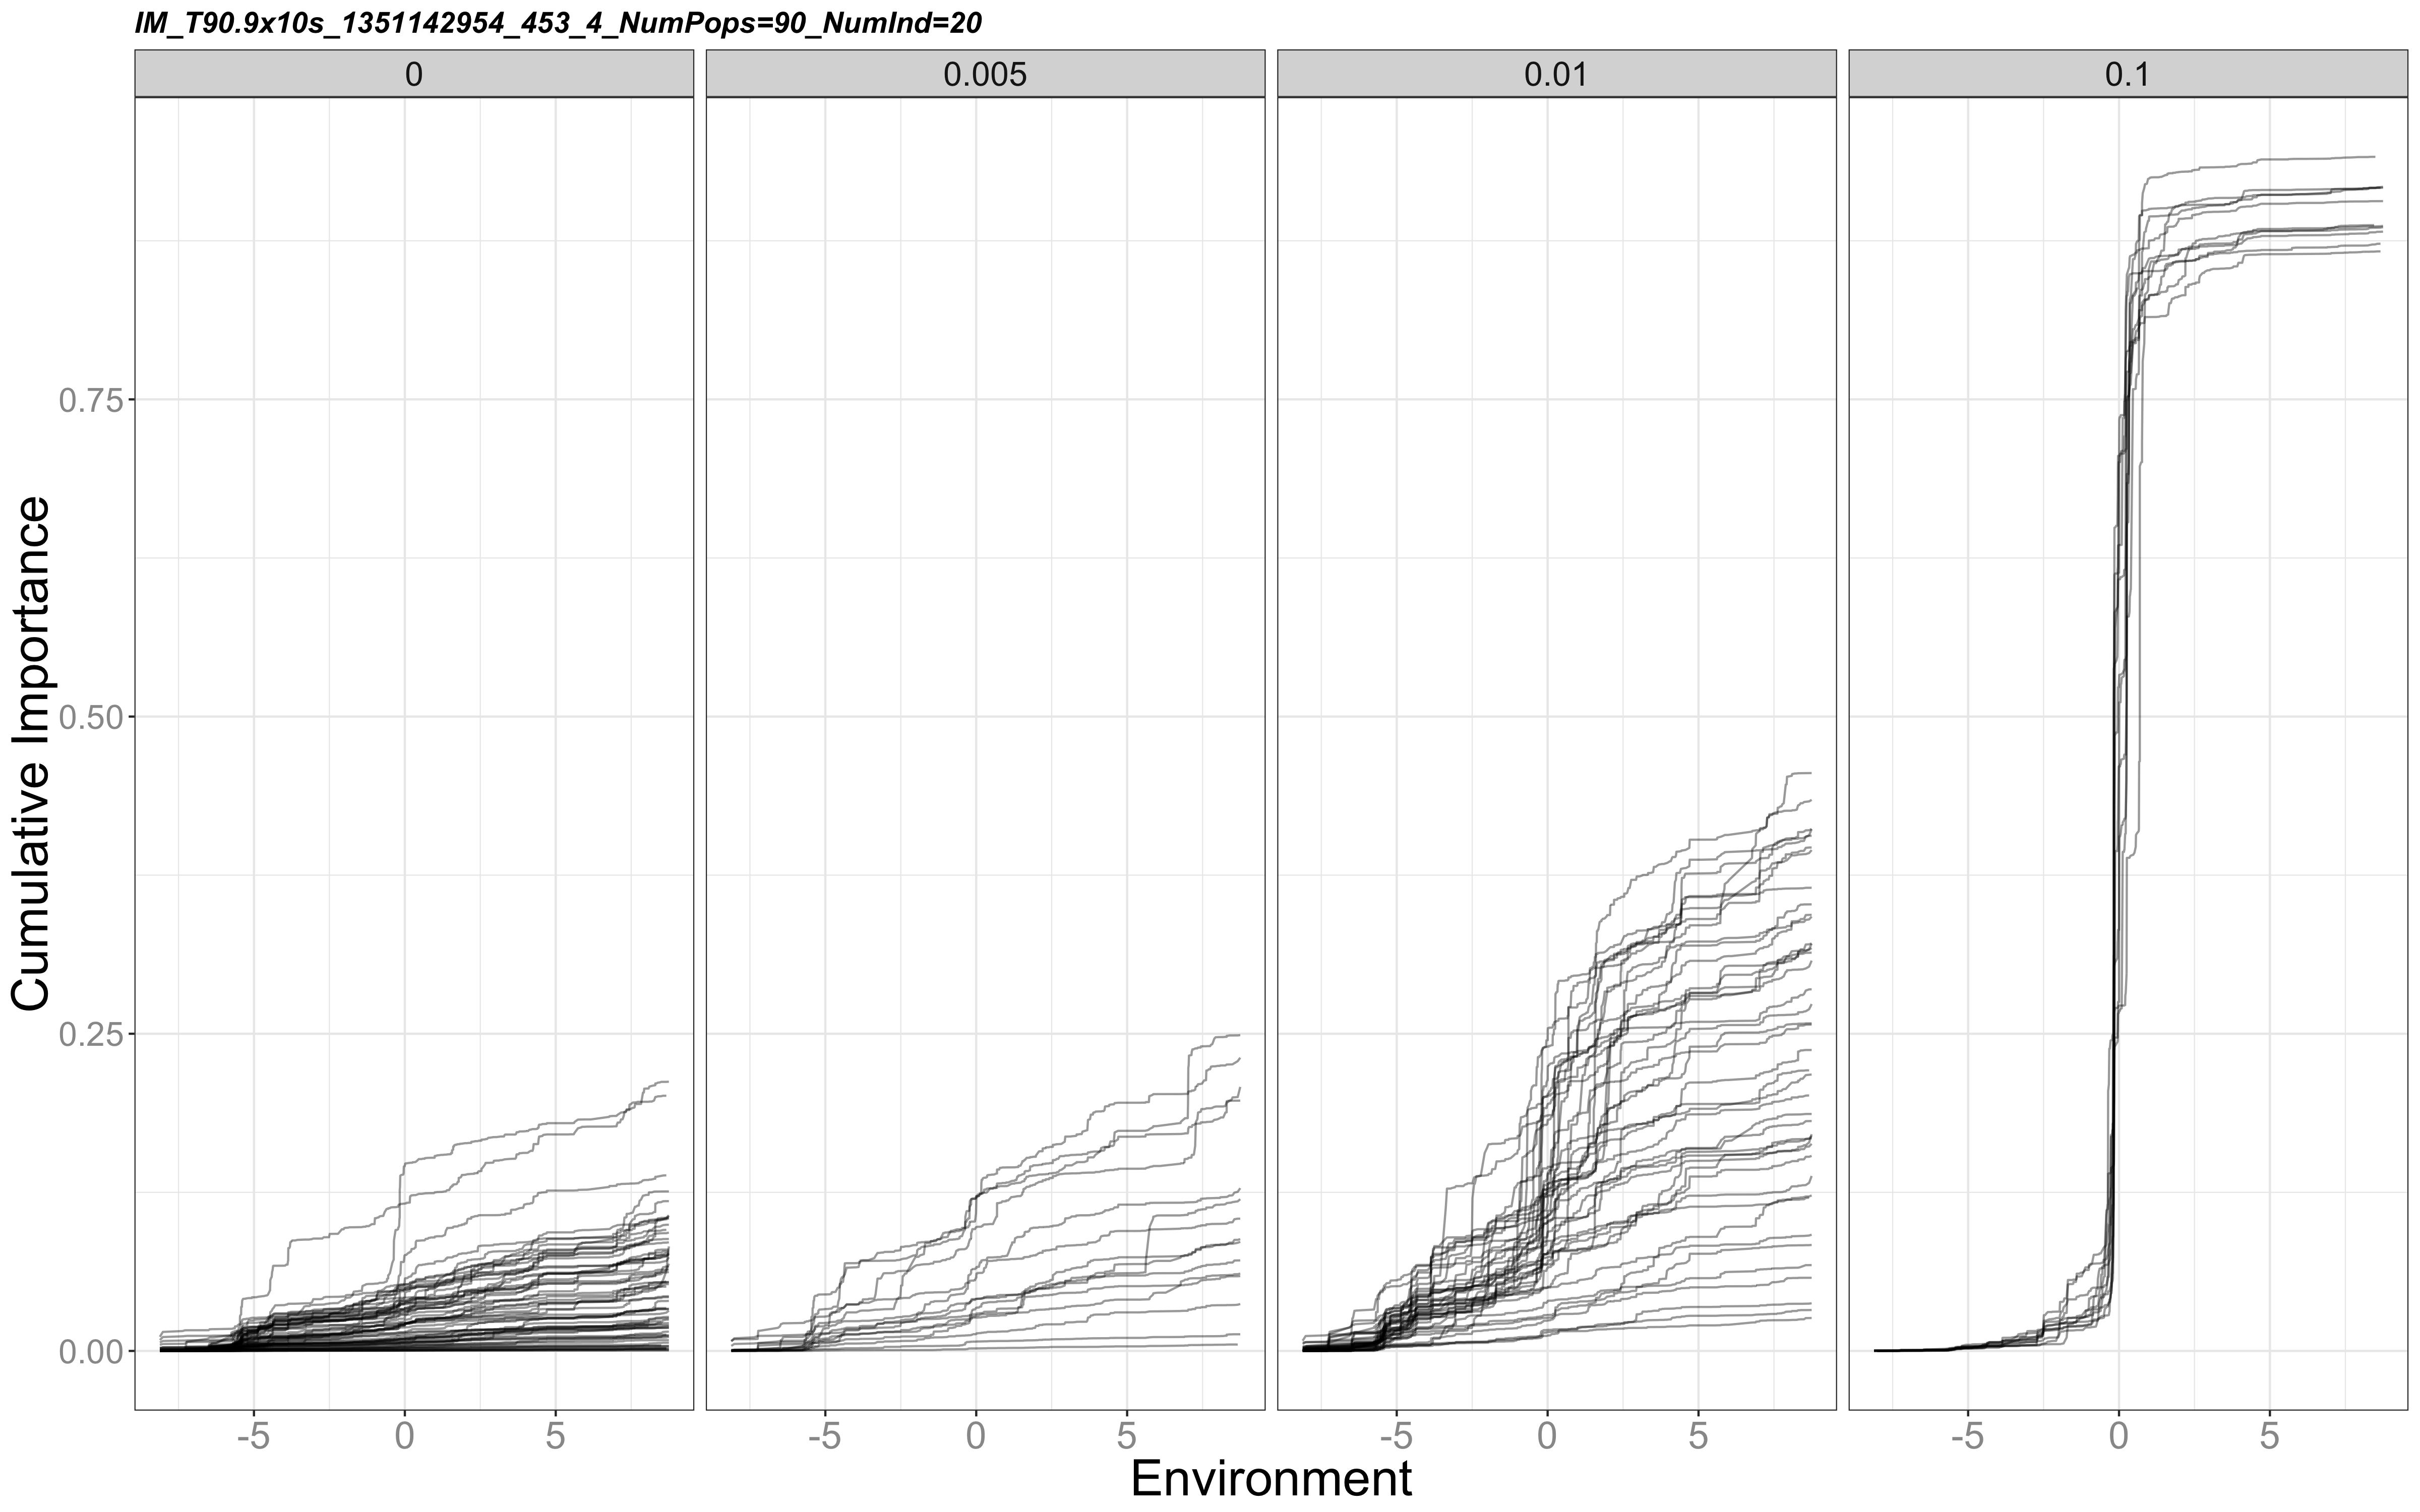 IM_T90.9x10s_1351142954_453_4_NumPops=90_NumInd=20
0 0.005 0.01 0.1
Cumulative Importance
0.75
0.50
0.25
0.00
-5 0 5 -5 0 5 -5 0 5 -5 0 5
Environment